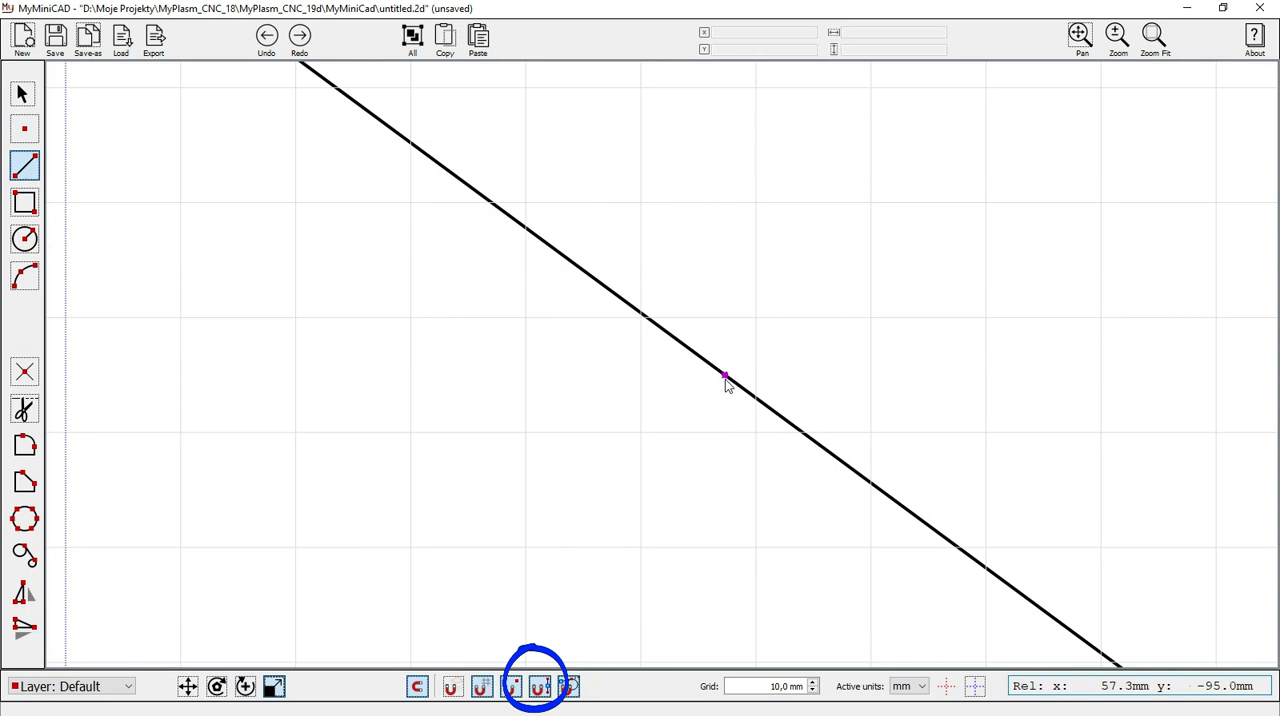 My MyMiniCAD - "D:\Moje Projekty\MyPlasm_CNC_18\MyPlasm_CNC_19d\MyMiniCad\untitled.2d" (unsaved)
New Save Save-as Load Export Undo Redo All Copy Paste X Y Pan Zoom Zoom Fit ? About
Layer: Default Grid: 10,0 mm Active units: mm Rel: x: 57.3mm y: -95.0mm